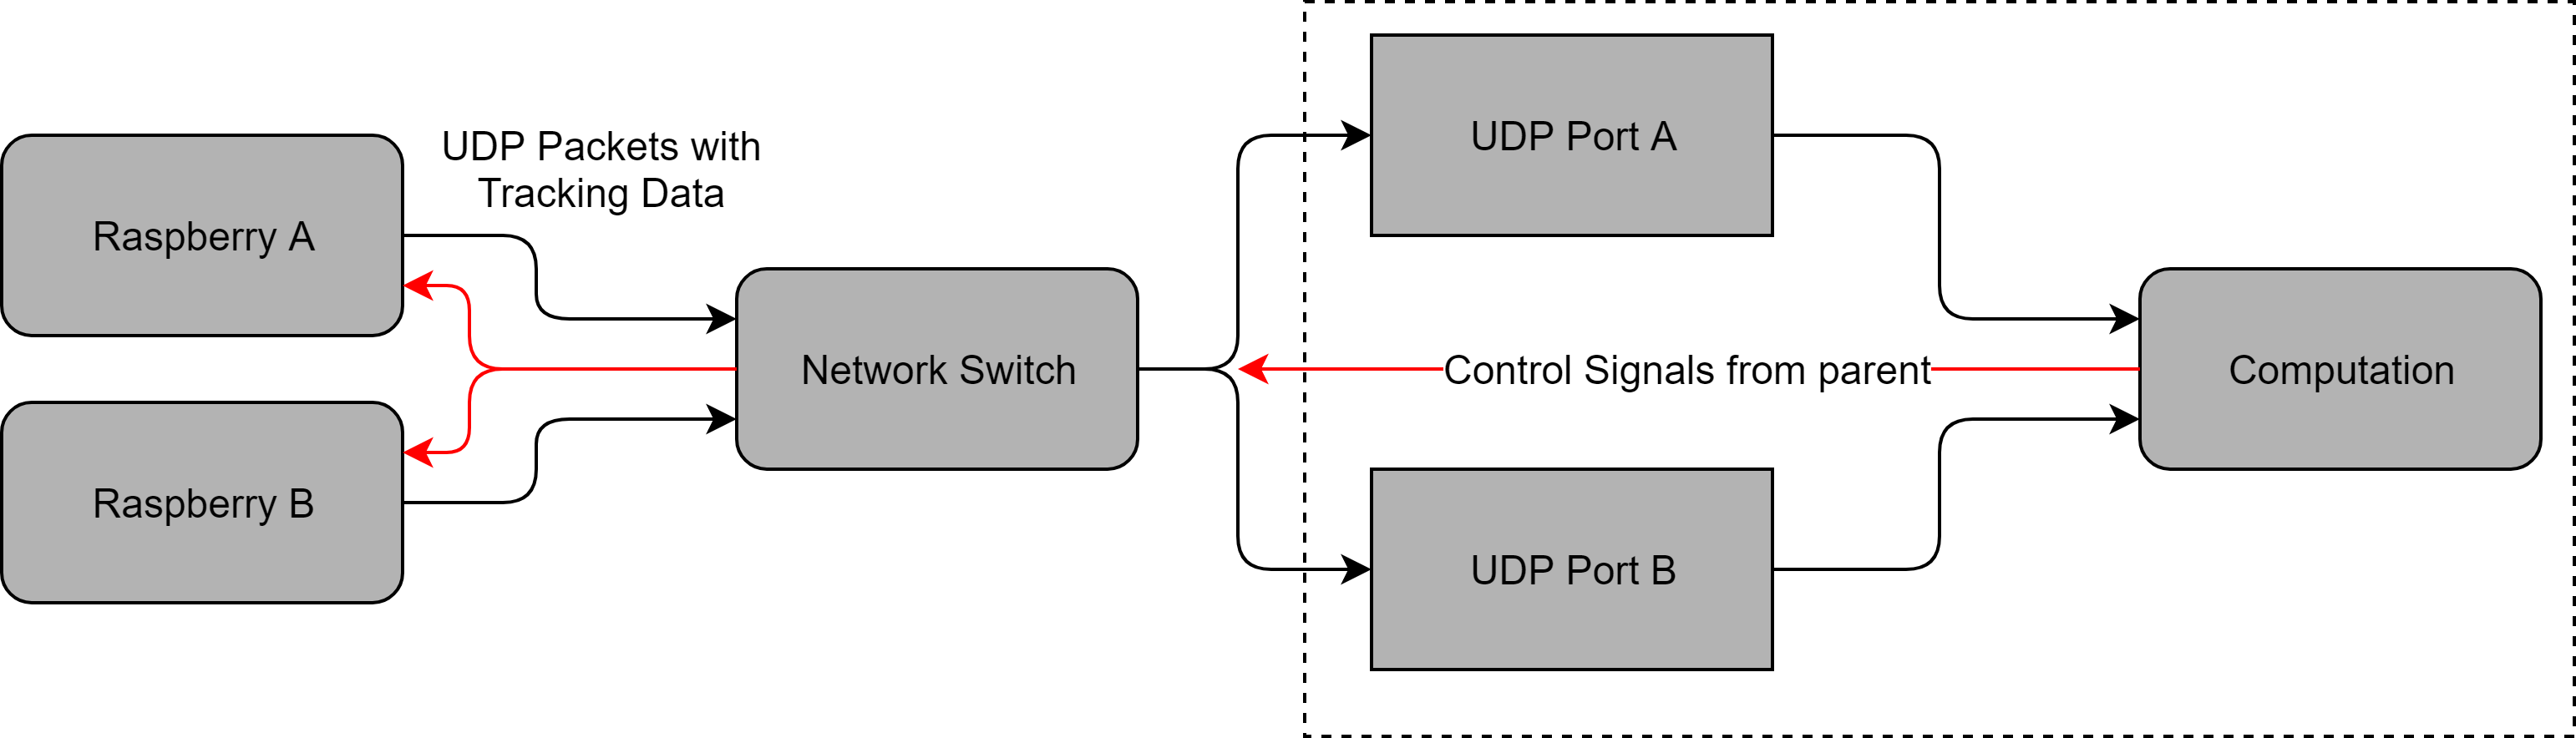 UDP Packets with
Tracking Data
Raspberry A
Raspberry B
Network Switch
UDP Port A
Control Signals from parent
UDP Port B
Computation